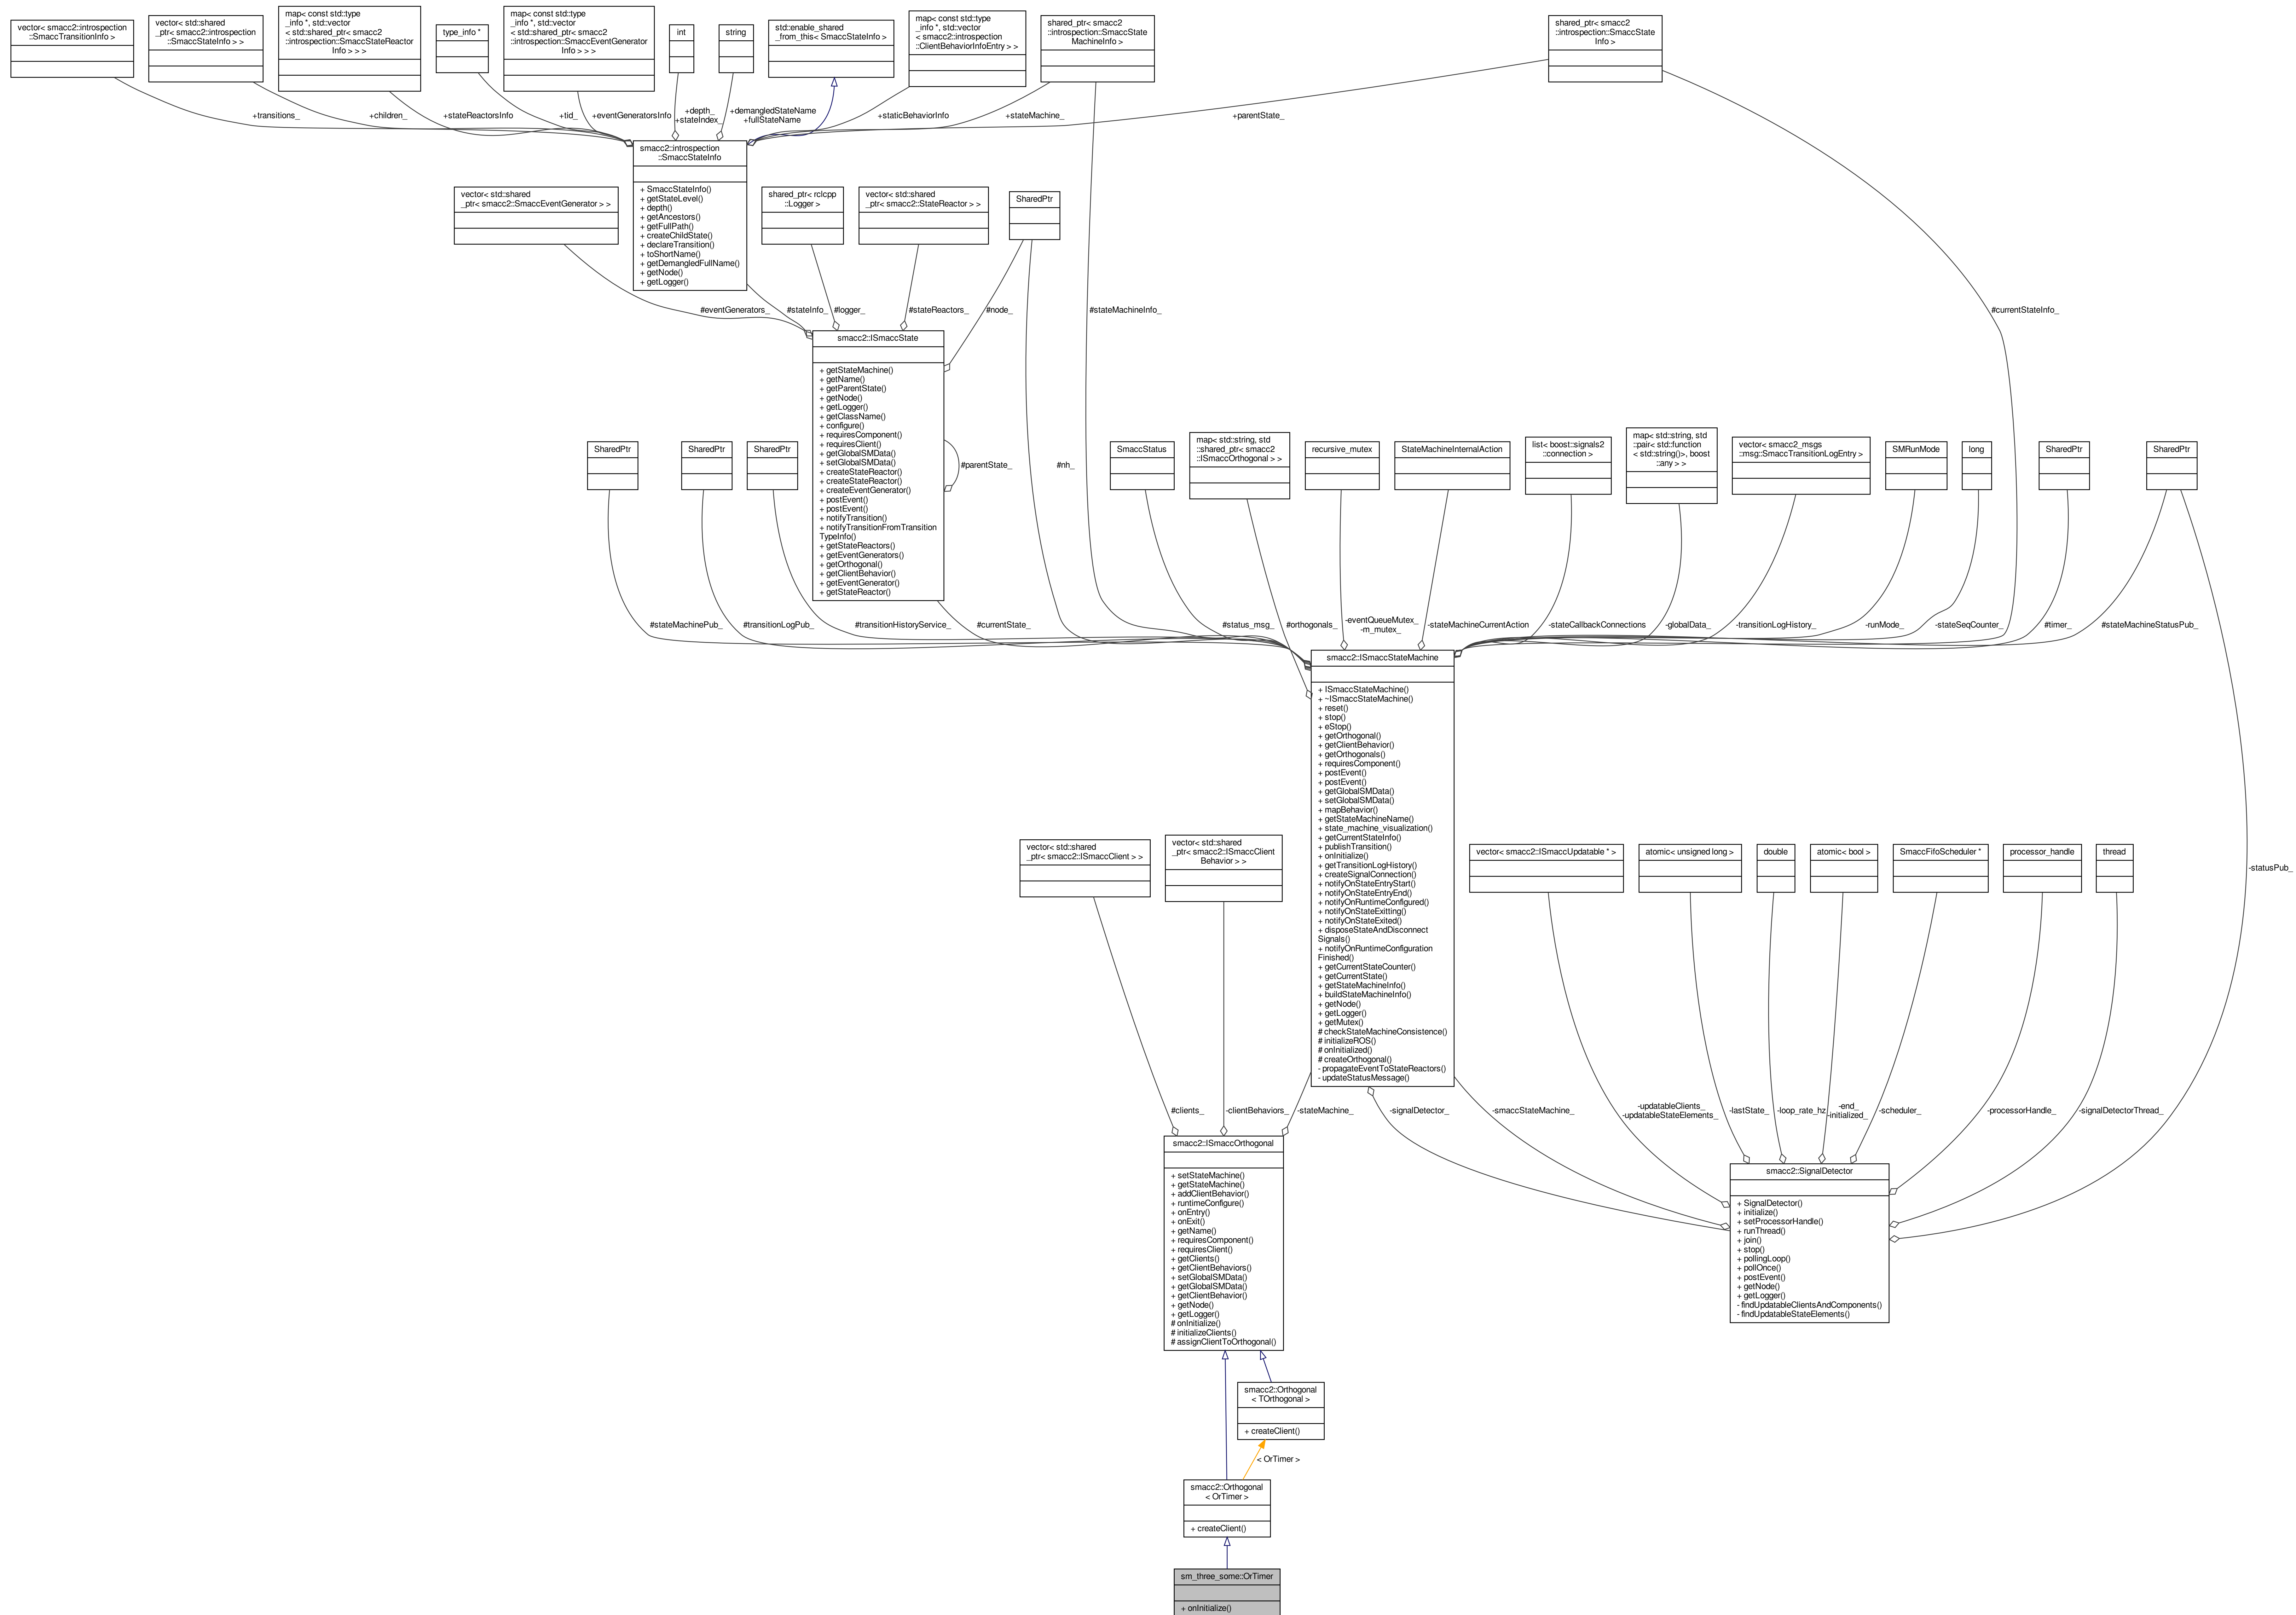 vector< smacc2::introspection
::SmaccTransitionInfo >
vector< std::shared
_ptr< smacc2::introspection
::SmaccStateInfo > >
map< const std::type
_info *, std::vector
< std::shared_ptr< smacc2
::introspection::SmaccStateReactor
Info > > >
type_info *
map< const std::type
_info *, std::vector
< std::shared_ptr< smacc2
::introspection::SmaccEventGenerator
Info > > >
int
string
std::enable_shared
_from_this< SmaccStateInfo >
map< const std::type
_info *, std::vector
< smacc2::introspection
::ClientBehaviorInfoEntry > >
shared_ptr< smacc2
::introspection::SmaccState
MachineInfo >
shared_ptr< smacc2
::introspection::SmaccState
Info >
+transitions_
+children_
+stateReactorsInfo
+tid_
+eventGeneratorsInfo
+depth_
+stateIndex_
+demangledStateName
+fullStateName
+staticBehaviorInfo
+stateMachine_
+parentState_
smacc2::introspection
::SmaccStateInfo
+ SmaccStateInfo()
+ getStateLevel()
+ depth()
+ getAncestors()
+ getFullPath()
+ createChildState()
+ declareTransition()
+ toShortName()
+ getDemangledFullName()
+ getNode()
+ getLogger()
vector< std::shared
_ptr< smacc2::SmaccEventGenerator > >
shared_ptr< rclcpp
::Logger >
vector< std::shared
_ptr< smacc2::StateReactor > >
SharedPtr
#eventGenerators_
#stateInfo_
#logger_
#stateReactors_
#node_
#stateMachineInfo_
#currentStateInfo_
smacc2::ISmaccState
+ getStateMachine()
+ getName()
+ getParentState()
+ getNode()
+ getLogger()
+ getClassName()
+ configure()
+ requiresComponent()
+ requiresClient()
+ getGlobalSMData()
+ setGlobalSMData()
+ createStateReactor()
+ createStateReactor()
+ createEventGenerator()
+ postEvent()
+ postEvent()
+ notifyTransition()
+ notifyTransitionFromTransition
TypeInfo()
+ getStateReactors()
+ getEventGenerators()
+ getOrthogonal()
+ getClientBehavior()
+ getEventGenerator()
+ getStateReactor()
#parentState_
#nh_
SharedPtr
SharedPtr
SharedPtr
SmaccStatus
map< std::string, std
::shared_ptr< smacc2
::ISmaccOrthogonal > >
recursive_mutex
StateMachineInternalAction
list< boost::signals2
::connection >
map< std::string, std
::pair< std::function
< std::string()>, boost
::any > >
vector< smacc2_msgs
::msg::SmaccTransitionLogEntry >
SMRunMode
long
SharedPtr
SharedPtr
#stateMachinePub_
#transitionLogPub_
#transitionHistoryService_
#currentState_
#status_msg_
#orthogonals_
-eventQueueMutex_
-m_mutex_
-stateMachineCurrentAction
-stateCallbackConnections
-globalData_
-transitionLogHistory_
-runMode_
-stateSeqCounter_
#timer_
#stateMachineStatusPub_
smacc2::ISmaccStateMachine
+ ISmaccStateMachine()
+ ~ISmaccStateMachine()
+ reset()
+ stop()
+ eStop()
+ getOrthogonal()
+ getClientBehavior()
+ getOrthogonals()
+ requiresComponent()
+ postEvent()
+ postEvent()
+ getGlobalSMData()
+ setGlobalSMData()
+ mapBehavior()
+ getStateMachineName()
+ state_machine_visualization()
+ getCurrentStateInfo()
+ publishTransition()
+ onInitialize()
+ getTransitionLogHistory()
+ createSignalConnection()
+ notifyOnStateEntryStart()
+ notifyOnStateEntryEnd()
+ notifyOnRuntimeConfigured()
+ notifyOnStateExitting()
+ notifyOnStateExited()
+ disposeStateAndDisconnect
Signals()
+ notifyOnRuntimeConfiguration
Finished()
+ getCurrentStateCounter()
+ getCurrentState()
+ getStateMachineInfo()
+ buildStateMachineInfo()
+ getNode()
+ getLogger()
+ getMutex()
# checkStateMachineConsistence()
# initializeROS()
# onInitialized()
# createOrthogonal()
- propagateEventToStateReactors()
- updateStatusMessage()
vector< std::shared
_ptr< smacc2::ISmaccClient > >
vector< std::shared
_ptr< smacc2::ISmaccClient
Behavior > >
vector< smacc2::ISmaccUpdatable * >
atomic< unsigned long >
double
atomic< bool >
SmaccFifoScheduler *
processor_handle
thread
-statusPub_
#clients_
-clientBehaviors_
-stateMachine_
-signalDetector_
-smaccStateMachine_
-updatableClients_
-updatableStateElements_
-lastState_
-loop_rate_hz
-end_
-initialized_
-scheduler_
-processorHandle_
-signalDetectorThread_
smacc2::ISmaccOrthogonal
+ setStateMachine()
+ getStateMachine()
+ addClientBehavior()
+ runtimeConfigure()
+ onEntry()
+ onExit()
+ getName()
+ requiresComponent()
+ requiresClient()
+ getClients()
+ getClientBehaviors()
+ setGlobalSMData()
+ getGlobalSMData()
+ getClientBehavior()
+ getNode()
+ getLogger()
# onInitialize()
# initializeClients()
# assignClientToOrthogonal()
smacc2::SignalDetector
+ SignalDetector()
+ initialize()
+ setProcessorHandle()
+ runThread()
+ join()
+ stop()
+ pollingLoop()
+ pollOnce()
+ postEvent()
+ getNode()
+ getLogger()
- findUpdatableClientsAndComponents()
- findUpdatableStateElements()
smacc2::Orthogonal
< TOrthogonal >
+ createClient()
< OrTimer >
smacc2::Orthogonal
< OrTimer >
+ createClient()
sm_three_some::OrTimer
+ onInitialize()